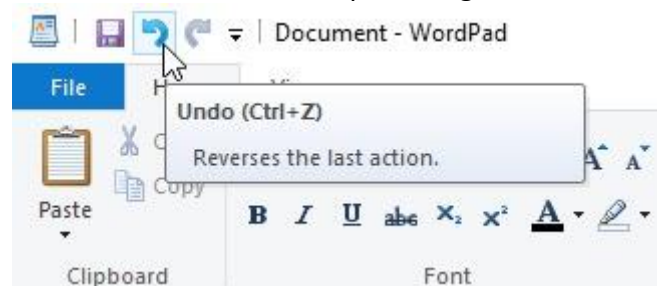 Document - WordPad
File
Undo (Ctrl+Z)
Reverses the last action.
Copy
Paste
B I U abc X₂ x² A
Clipboard
Font